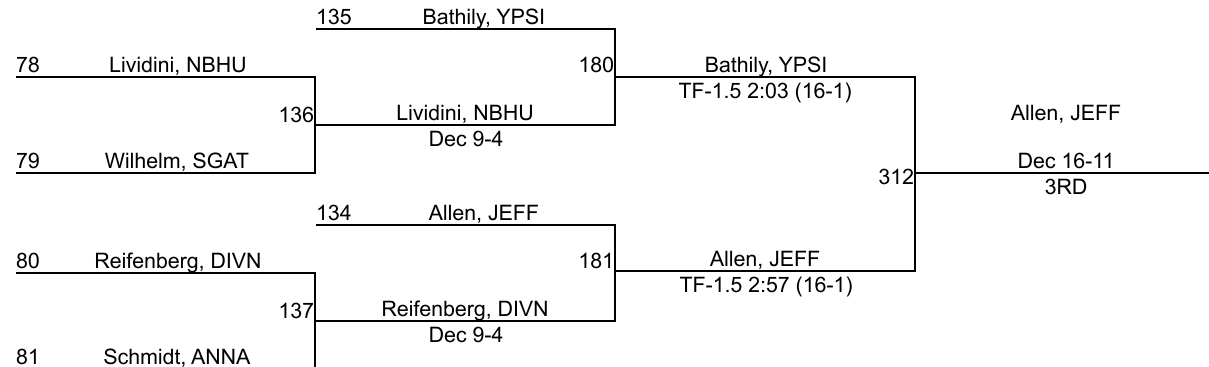 135 Bathily, YPSI
78 Lividini, NBHU
180 Bathily, YPSI
TF-1.5 2:03 (16-1)
136 Lividini, NBHU
Dec 9-4
Allen, JEFF
79 Wilhelm, SGAT
Dec 16-11
312
3RD
134 Allen, JEFF
80 Reifenberg, DIVN
181 Allen, JEFF
TF-1.5 2:57 (16-1)
137 Reifenberg, DIVN
Dec 9-4
81 Schmidt, ANNA